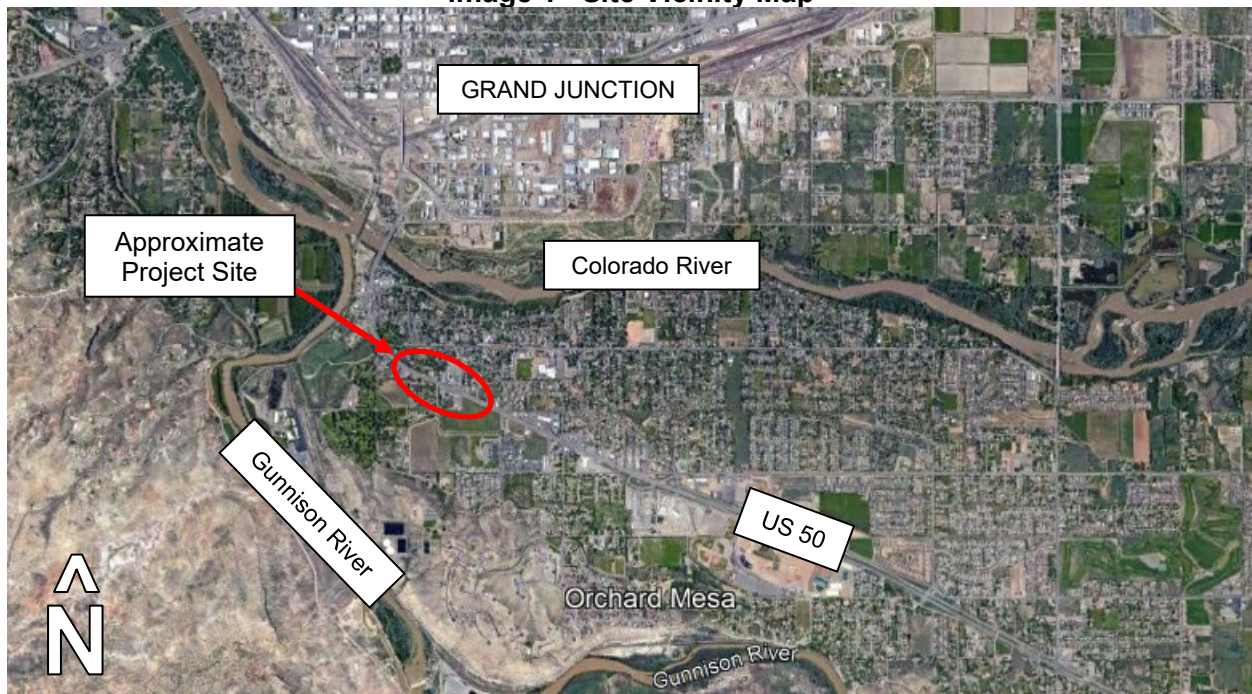 GRAND JUNCTION
Colorado River
Approximate
Project Site
Gunnison River
US 50
Orchard Mesa
Gunnison River
N